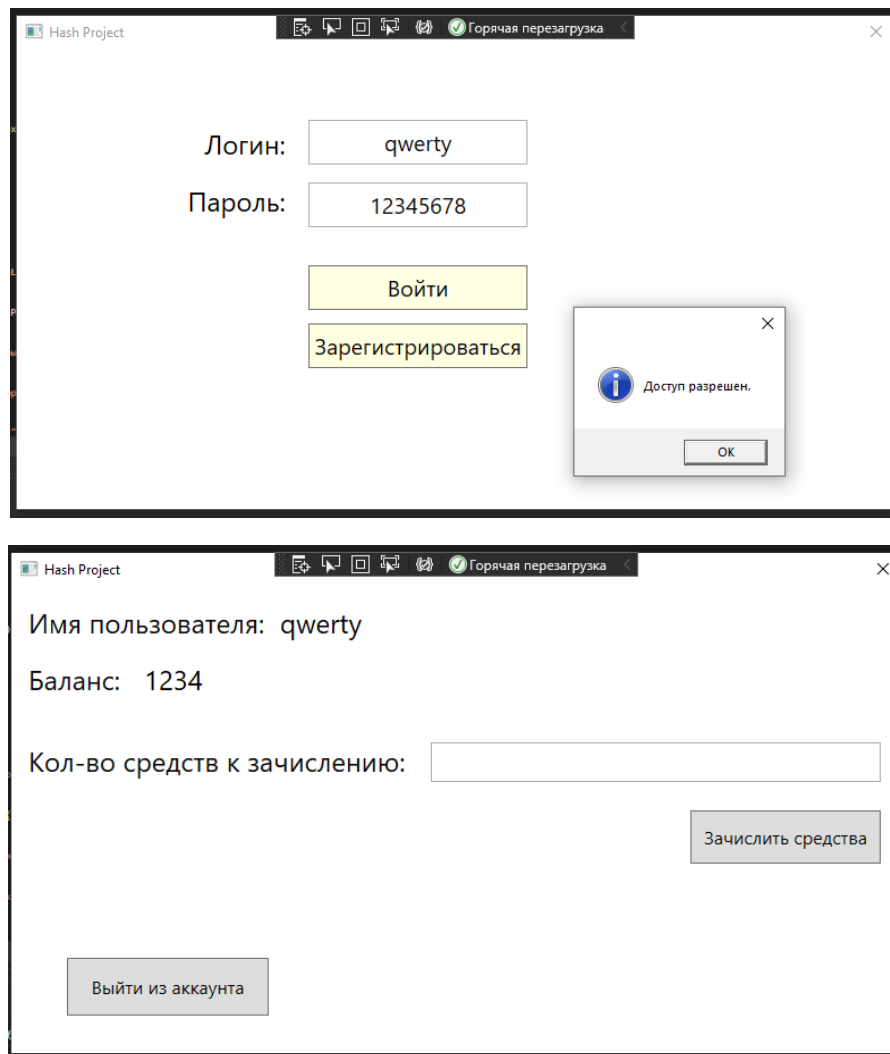 Hash Project
Горячая перезагрузка
Логин:
qwerty
Пароль:
12345678
Войти
Зарегистрироваться
Доступ разрешен.
OK
Hash Project
Горячая перезагрузка
Имя пользователя: qwerty
Баланс: 1234
Кол-во средств к зачислению:
Зачислить средства
Выйти из аккаунта